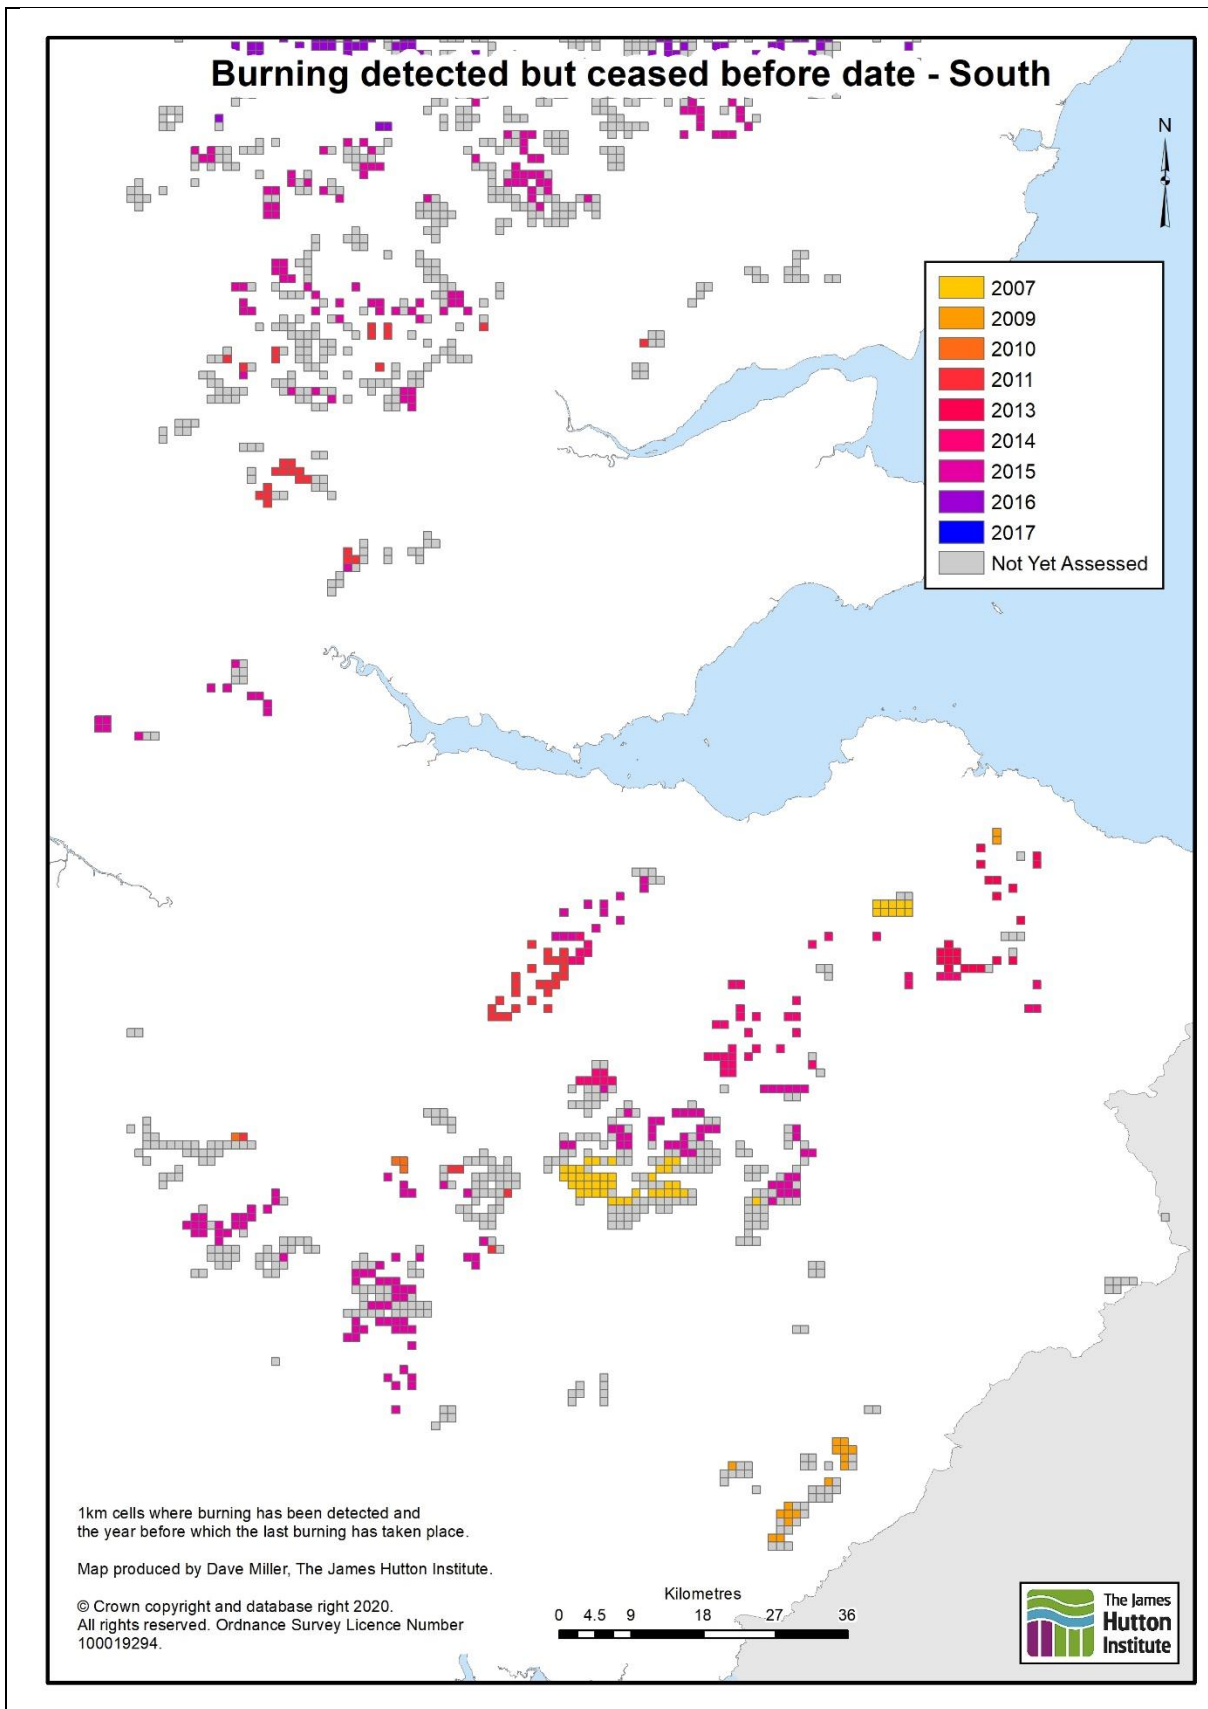 Burning detected but ceased before date - South
N
2007
2009
2010
2011
2013
2014
2015
2016
2017
Not Yet Assessed
1km cells where burning has been detected and
the year before which the last burning has taken place.
Map produced by Dave Miller, The James Hutton Institute.
© Crown copyright and database right 2020.
All rights reserved. Ordnance Survey Licence Number
100019294.
Kilometres
0 4.5 9 18 27 36
The James
Hutton
Institute